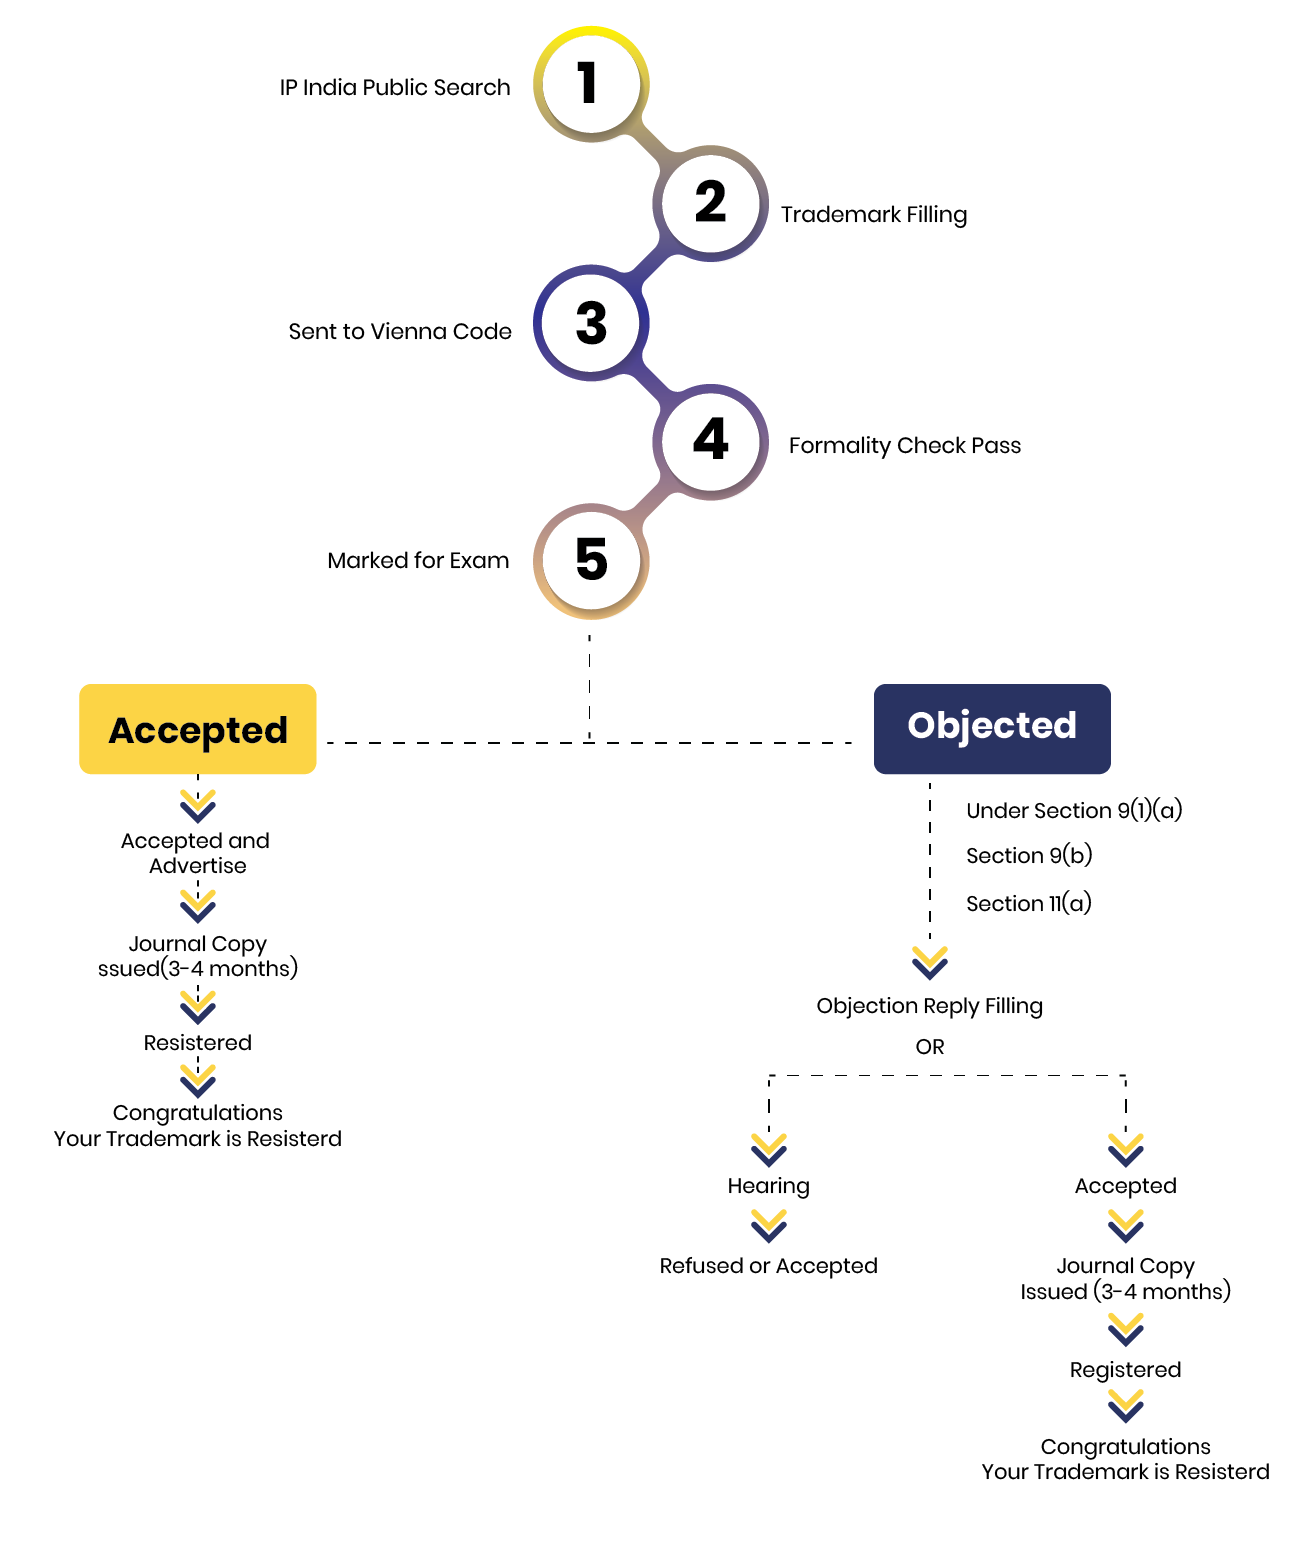 1
IP India Public Search
2
Trademark Filling
3
Sent to Vienna Code
4
Formality Check Pass
5
Marked for Exam
Accepted
Accepted and
Advertise
Journal Copy
ssued(3-4 months)
Resistered
Congratulations
Your Trademark is Resisterd
Objected
Under Section 9(1)(a)
Section 9(b)
Section 11(a)
Objection Reply Filling
OR
Hearing
Refused or Accepted
Accepted
Journal Copy
Issued (3-4 months)
Registered
Congratulations
Your Trademark is Resisterd